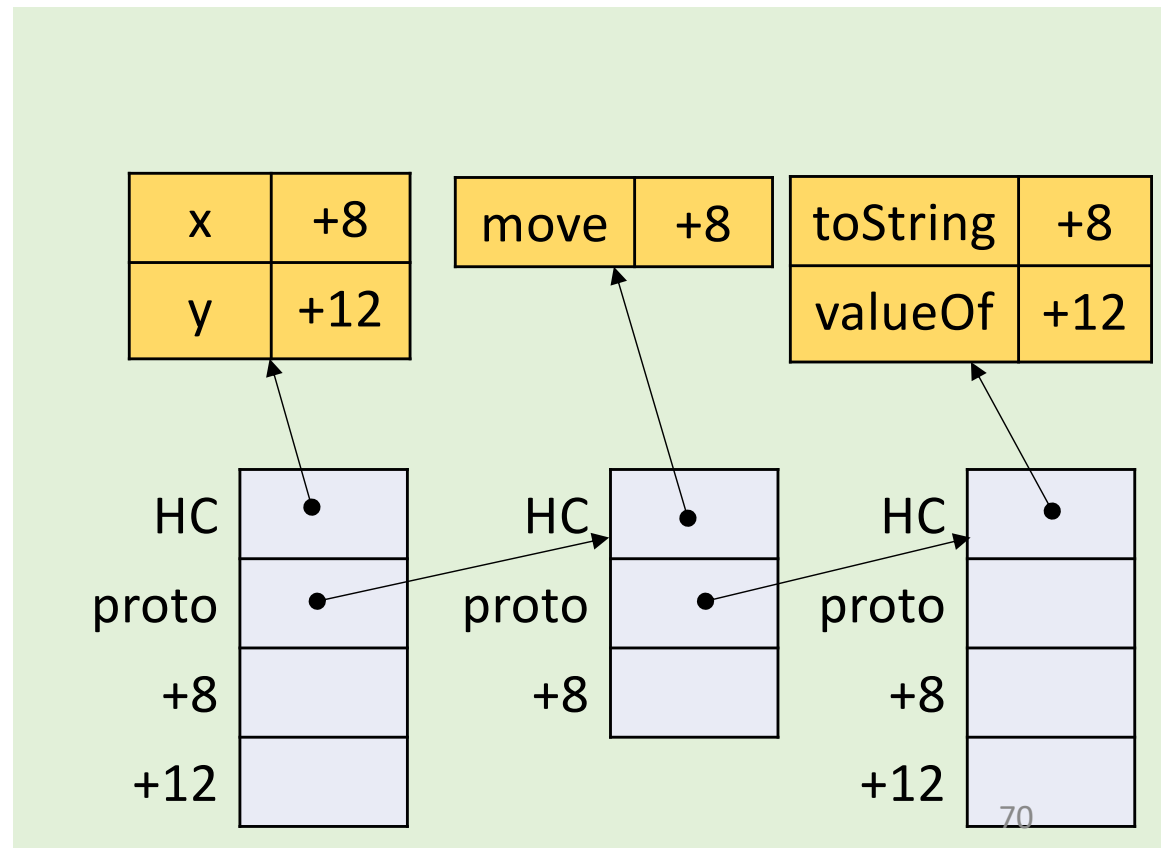 x +8
y +12
move +8
toString +8
valueOf +12
HC
proto
+8
+12
HC
proto
+8
HC
proto
+8
+12
70